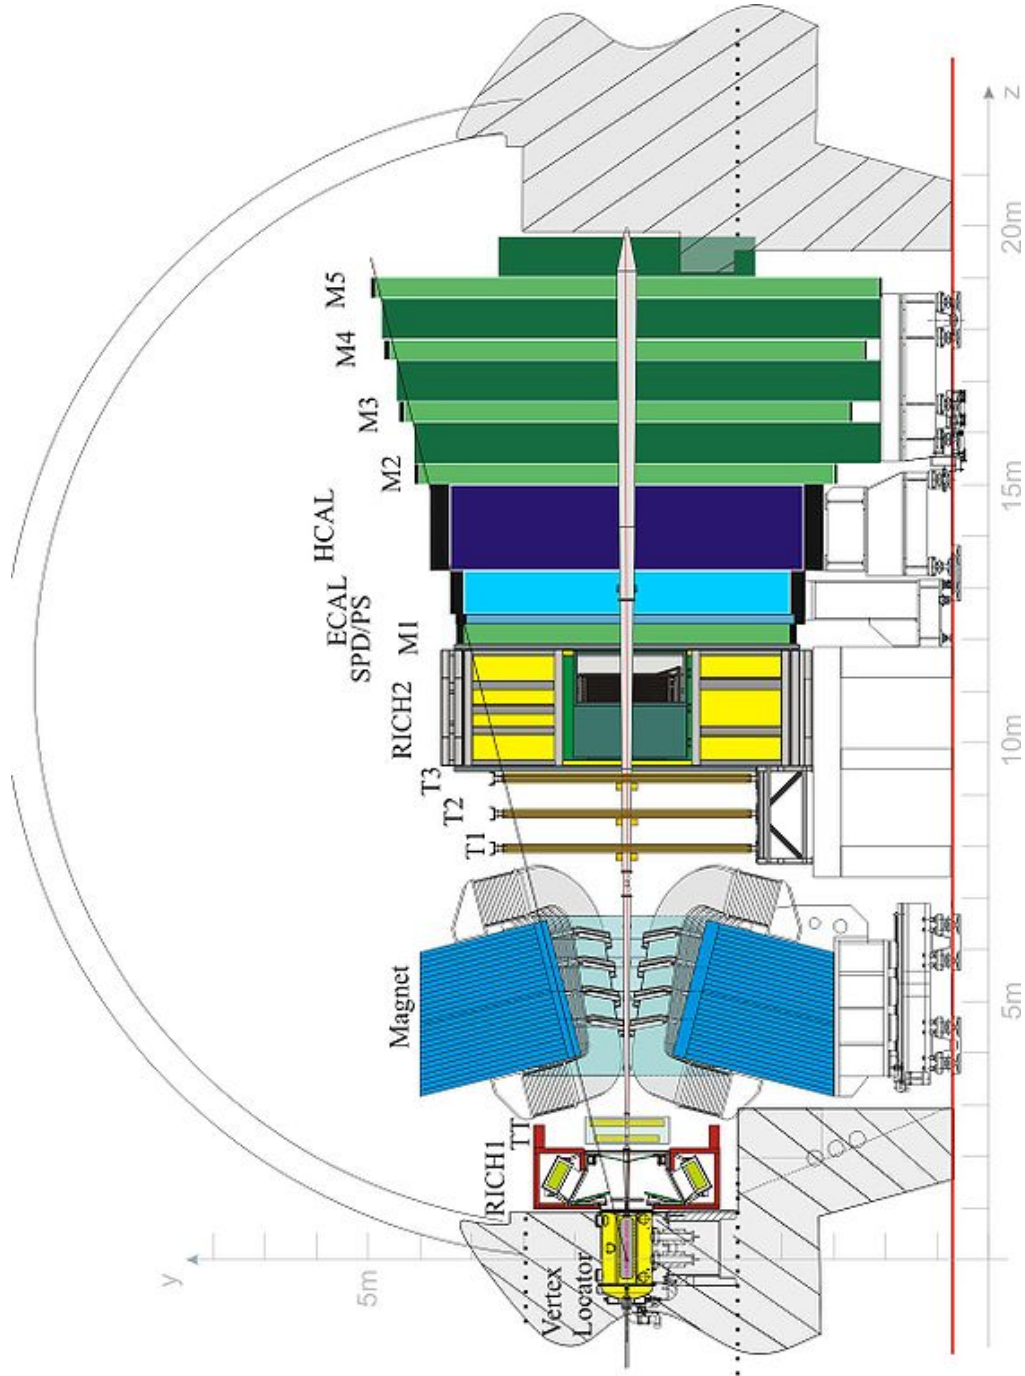 y
5m
Vertex
Locator
RICH1
TT
Magnet
T1
T2
T3
RICH2
M1
SPD/PS
ECAL
HCAL
M2
M3
M4
M5
5m
10m
15m
20m
z